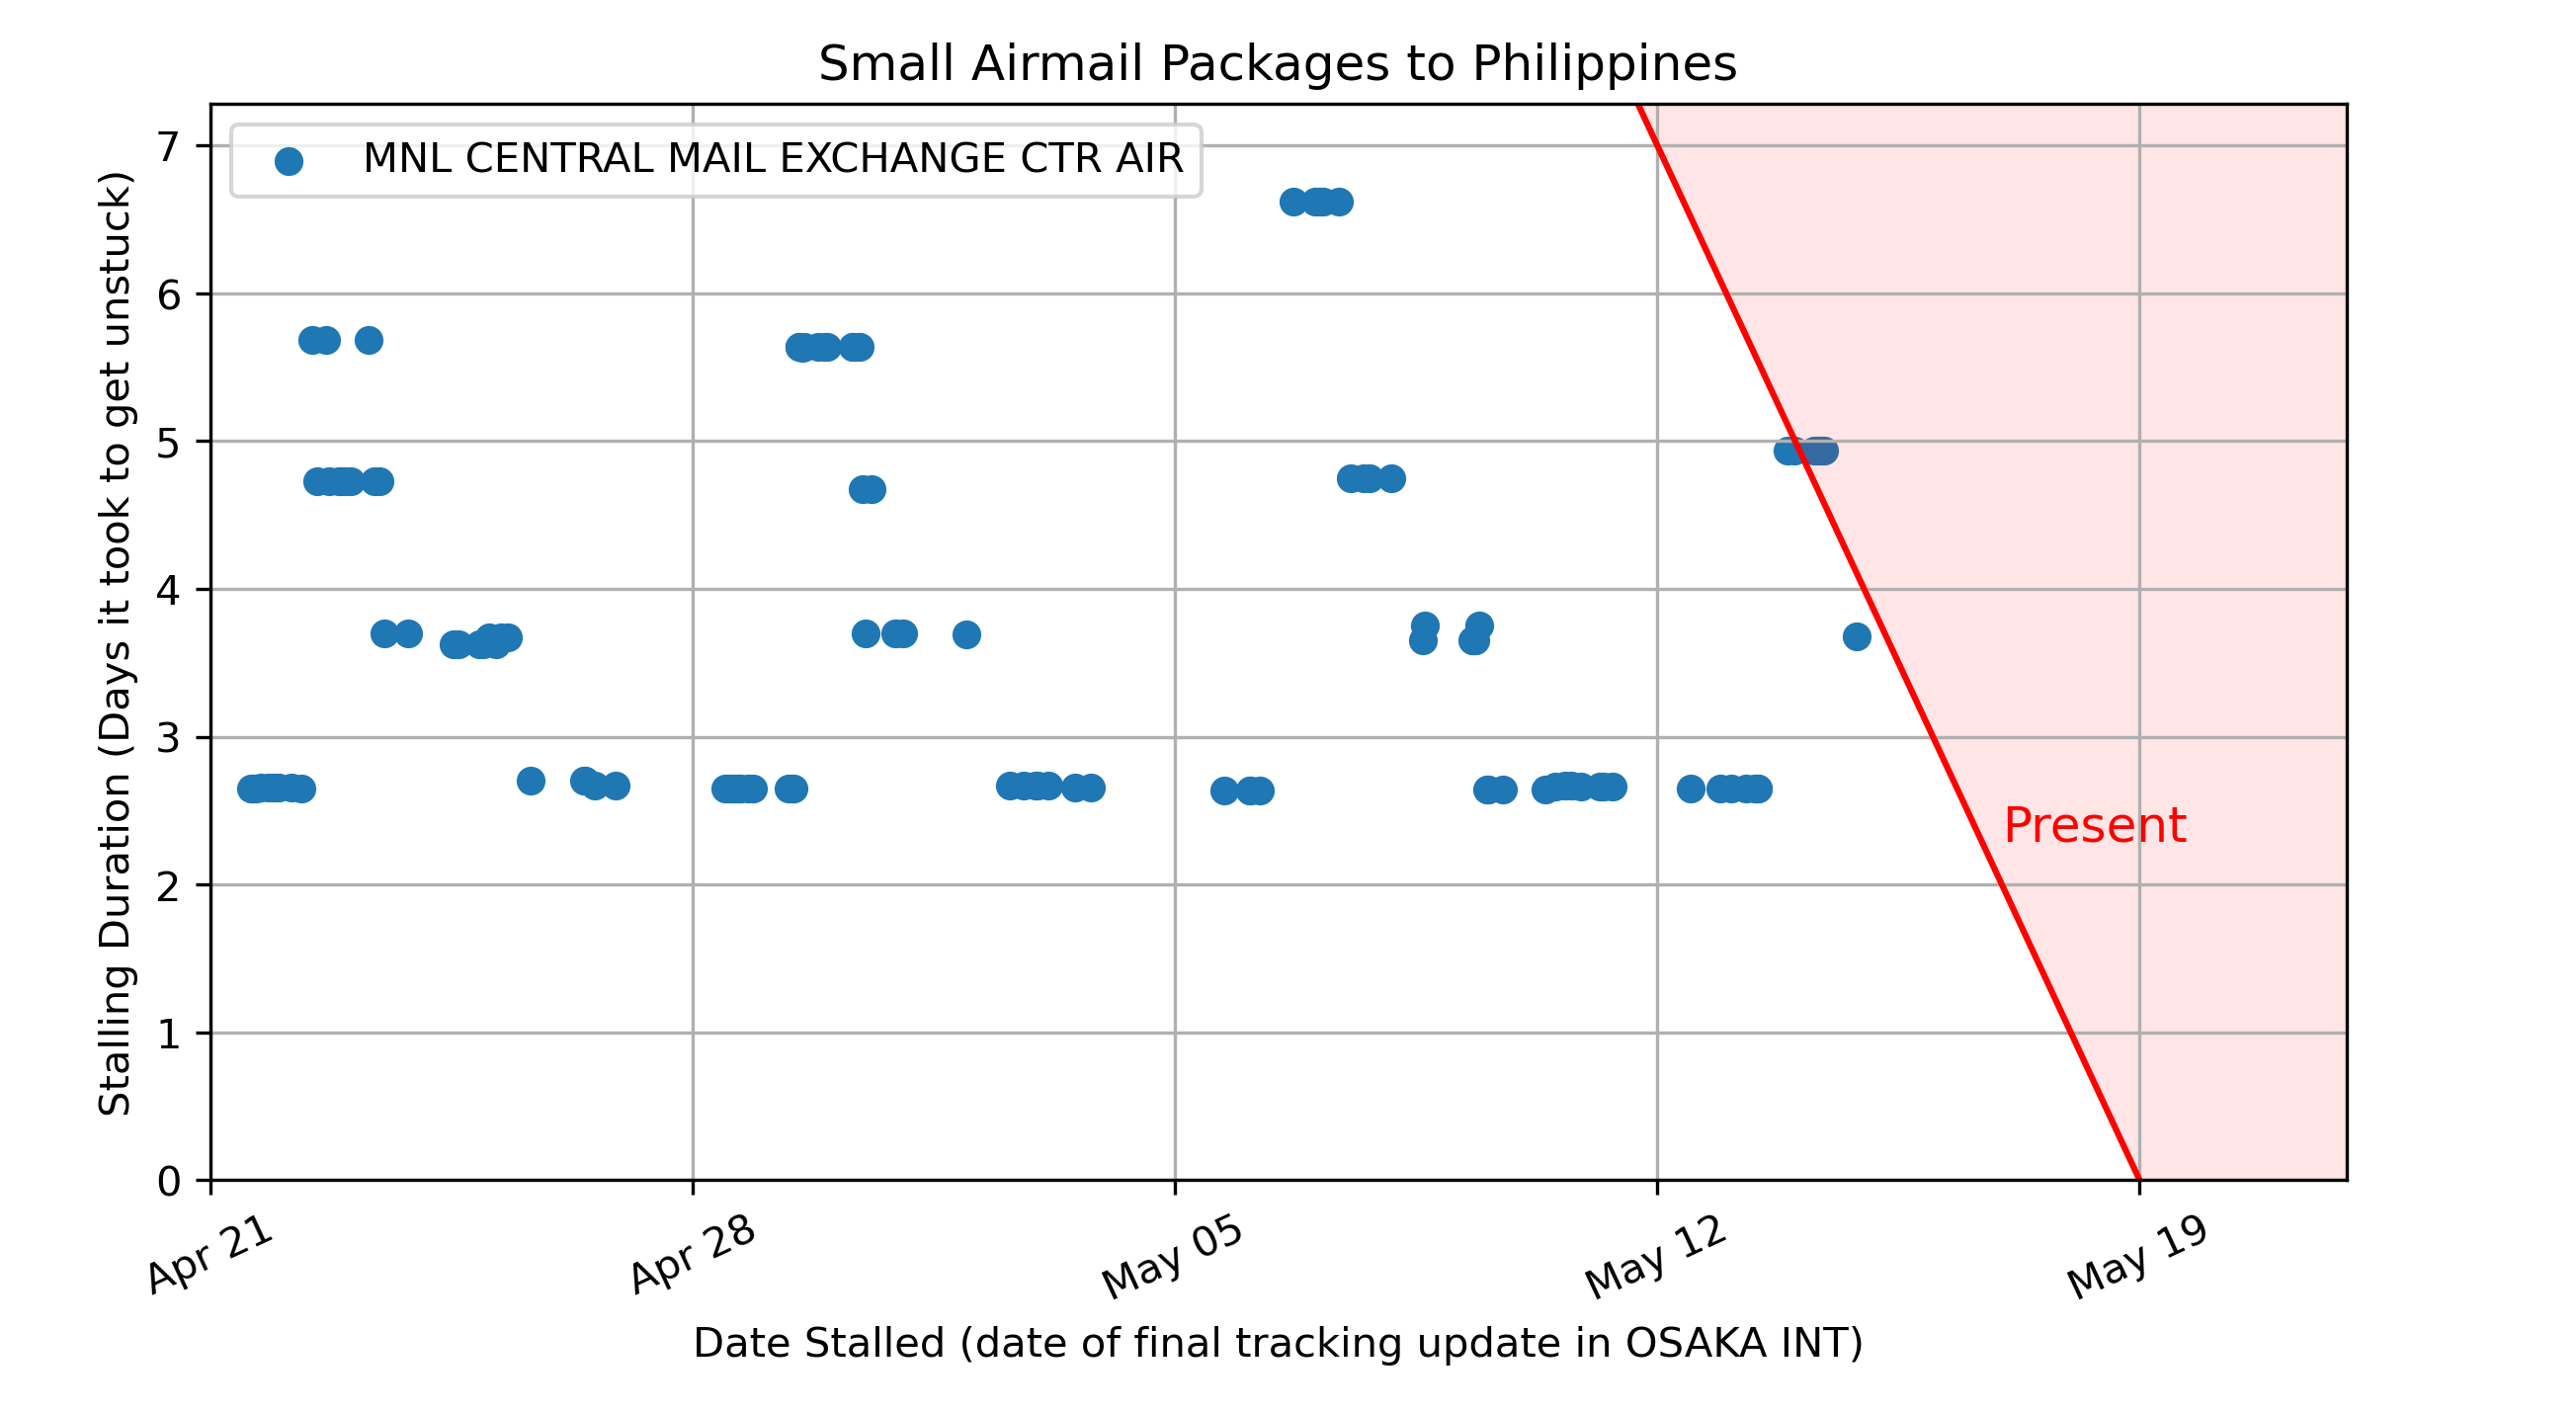 Small Airmail Packages to Philippines
MNL CENTRAL MAIL EXCHANGE CTR AIR
Stalling Duration (Days it took to get unstuck)
7
6
5
4
3
2
1
0
Present
Apr 21
Apr 28
May 05
May 12
May 19
Date Stalled (date of final tracking update in OSAKA INT)